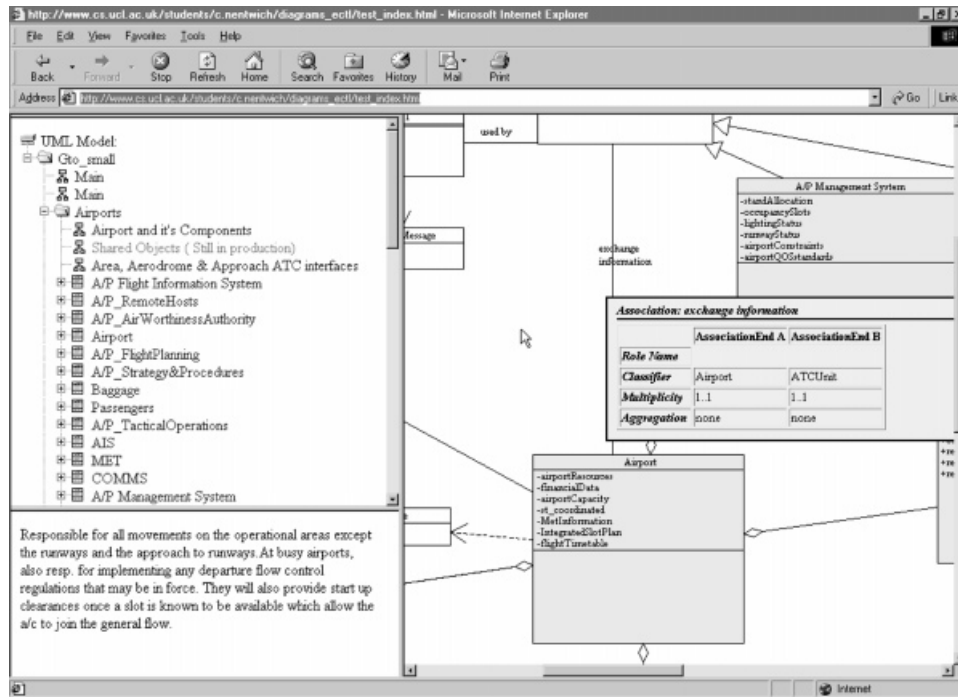 http://www.cs.ucl.ac.uk/students/c.nentwich/diagrams_ectl/test_index.html - Microsoft Internet Explorer
File Edit View Favorites Tools Help
Back Forward Stop Refresh Home Search Favorites History Mail Print
Address http://www.cs.ucl.ac.uk/students/c.nentwich/diagrams_ectl/test_index.html Go Link
UML Model:
Gto_small
Main
Main
Airports
Airport and it's Components
Shared Objects ( Still in production)
Area, Aerodrome & Approach ATC interfaces
A/P Flight Information System
A/P_RemoteHosts
A/P_AirWorthinessAuthority
Airport
A/P_FlightPlanning
A/P_Strategy&Procedures
Baggage
Passengers
A/P_TacticalOperations
AIS
MET
COMMS
A/P Management System
Responsible for all movements on the operational areas except
the runways and the approach to runways. At busy airports,
also resp. for implementing any departure flow control
regulations that may be in force. They will also provide start up
clearances once a slot is known to be available which allow the
a/c to join the general flow.
used by
Message
exchange
information
A/P Management System
-standAllocation
-occupancySlots
-lightingStatus
-runwayStatus
-airportConstraints
-airportQOSstandards
Association: exchange information
AssociationEnd A AssociationEnd B
Role Name
Classifier Airport ATCUnit
Multiplicity 1..1 1..1
Aggregation none none
Airport
-airportResources
-financialData
-airportCapacity
-st_coordinated
-MetInformation
-IntegratedSlotPlan
-flightTimetable
+re
+re
+re
Internet